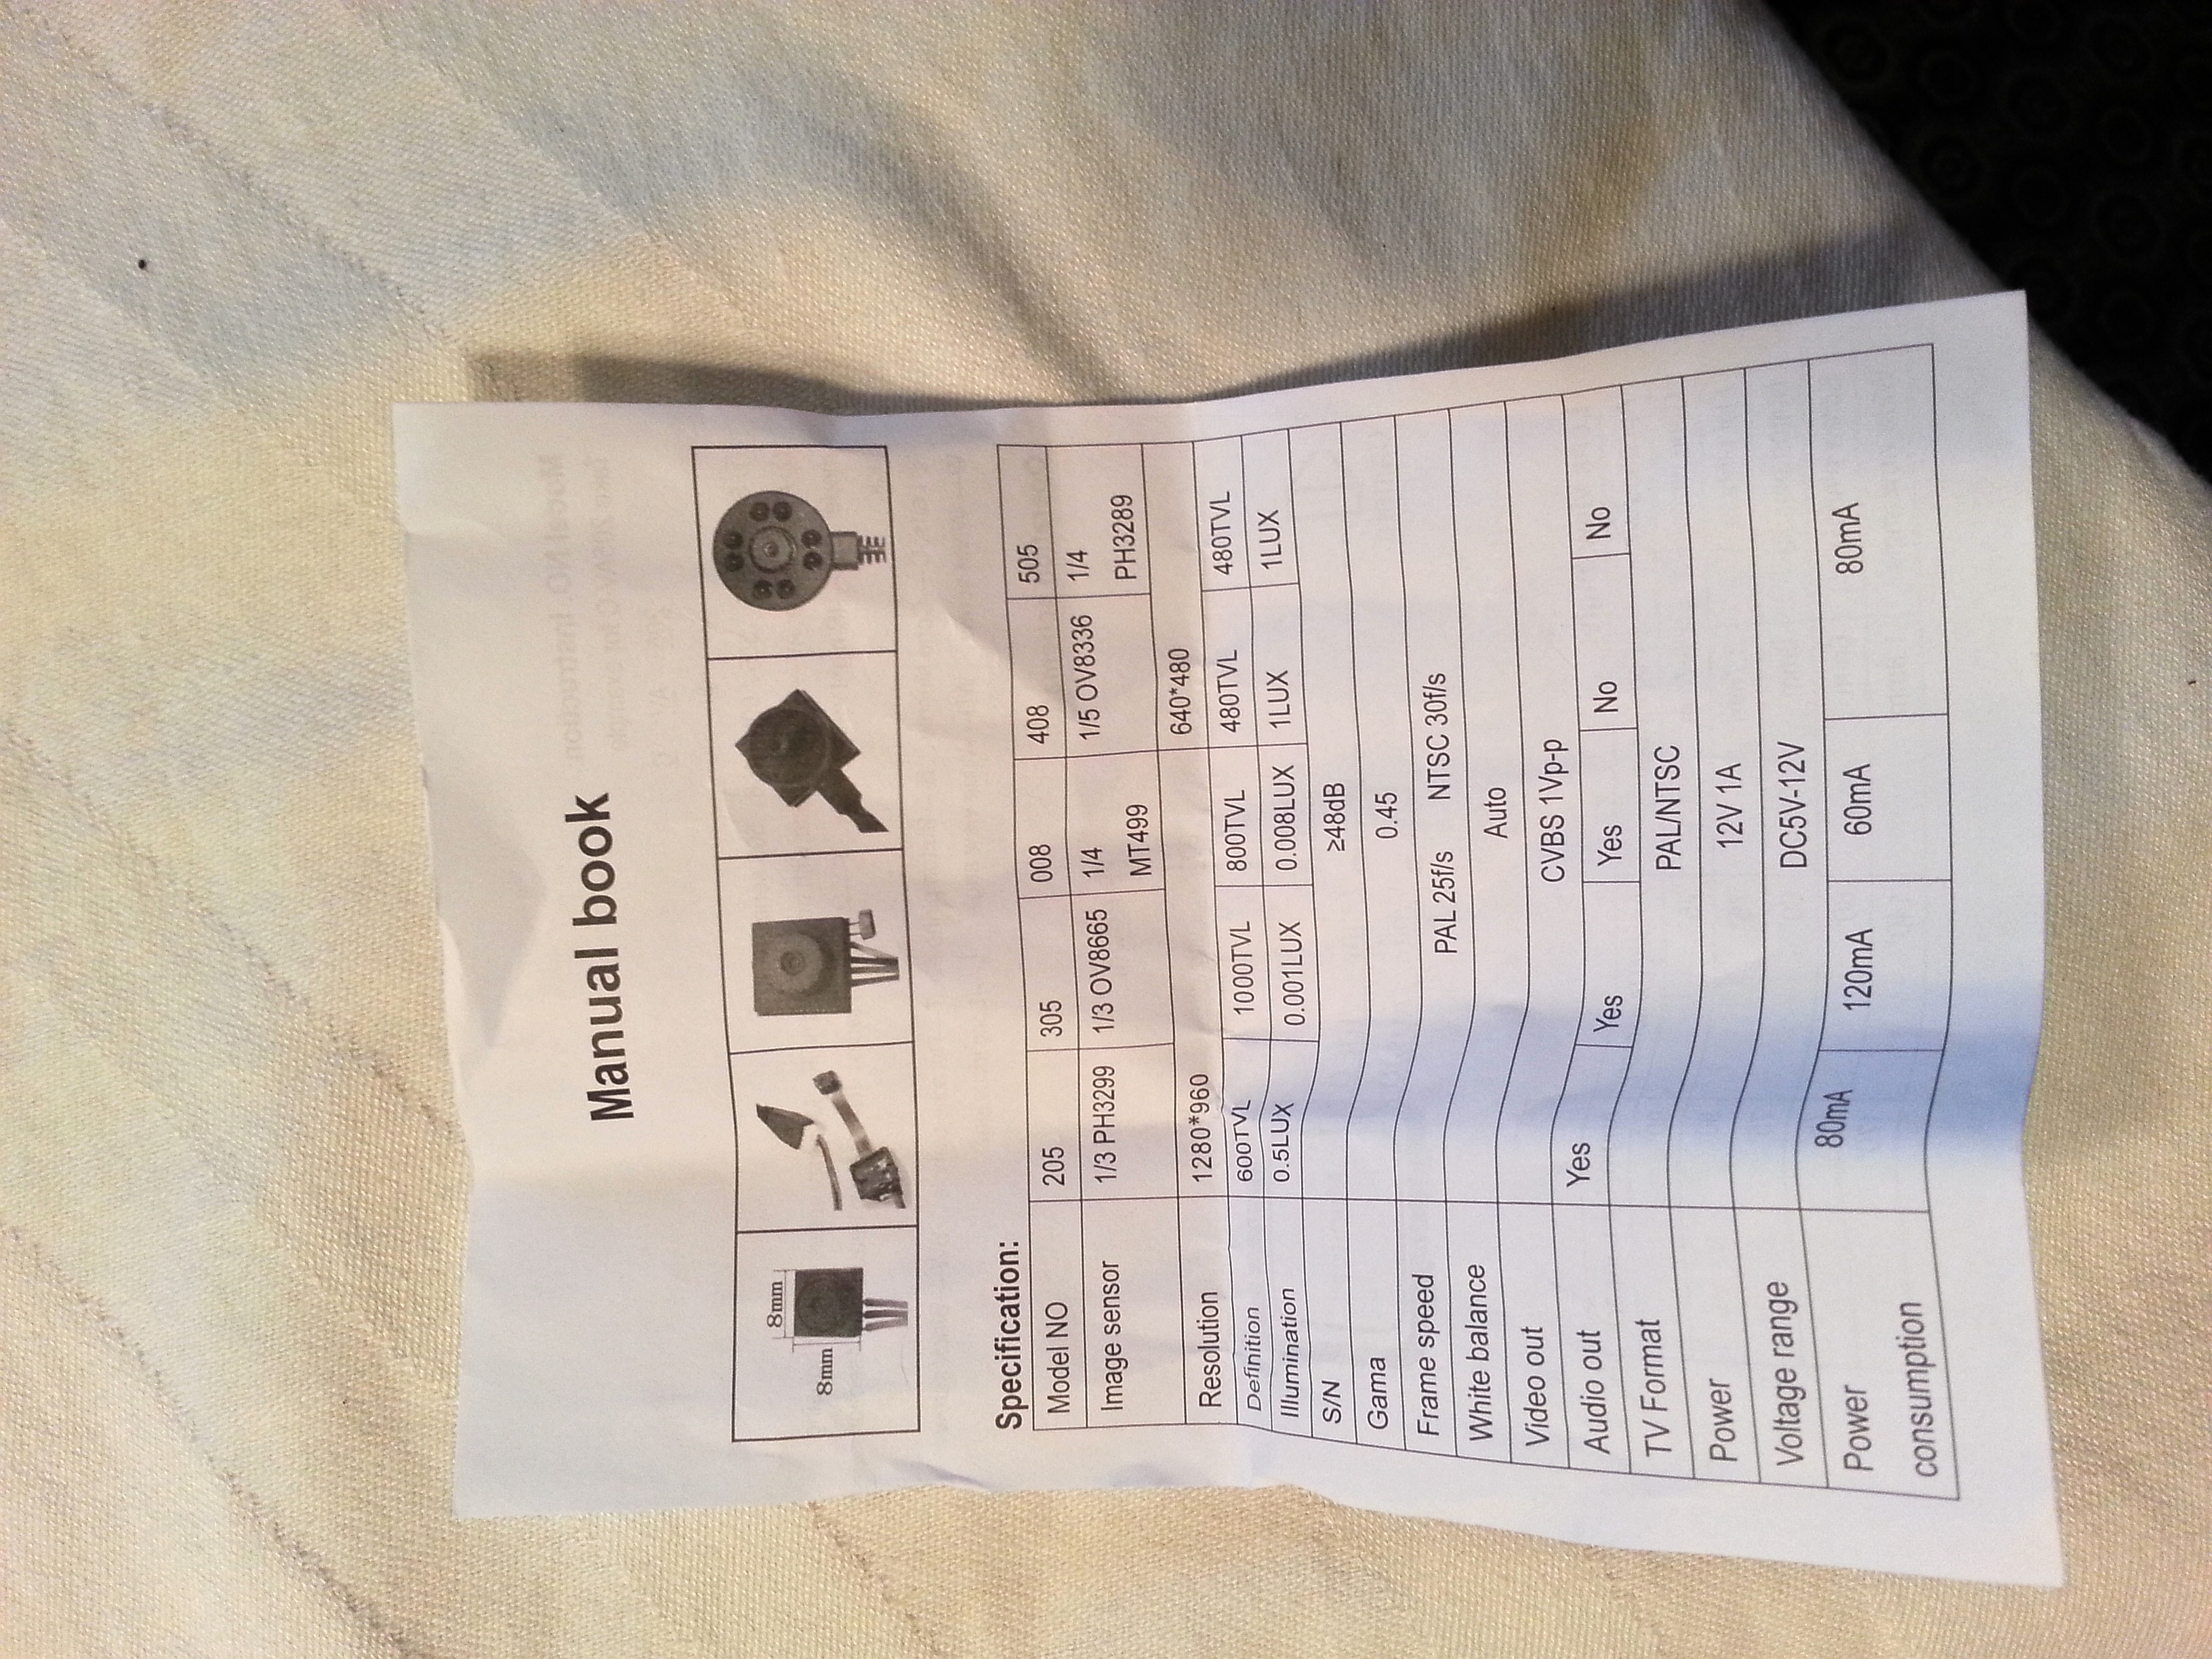 Manual book
8mm
8mm
Specification:
Model NO 205 305 008 408 505
Image sensor 1/3 PH3299 1/3 OV8665 1/4 MT499 1/5 OV8336 1/4 PH3289
Resolution 1280*960 640*480
Definition 600TVL 1000TVL 800TVL 480TVL 480TVL
Illumination 0.5LUX 0.001LUX 0.008LUX 1LUX 1LUX
S/N ≥48dB
Gama 0.45
Frame speed PAL 25f/s NTSC 30f/s
White balance Auto
Video out CVBS 1Vp-p
Audio out Yes Yes Yes No No
TV Format PAL/NTSC
Power 12V 1A
Voltage range DC5V-12V
Power consumption 80mA 120mA 60mA 80mA